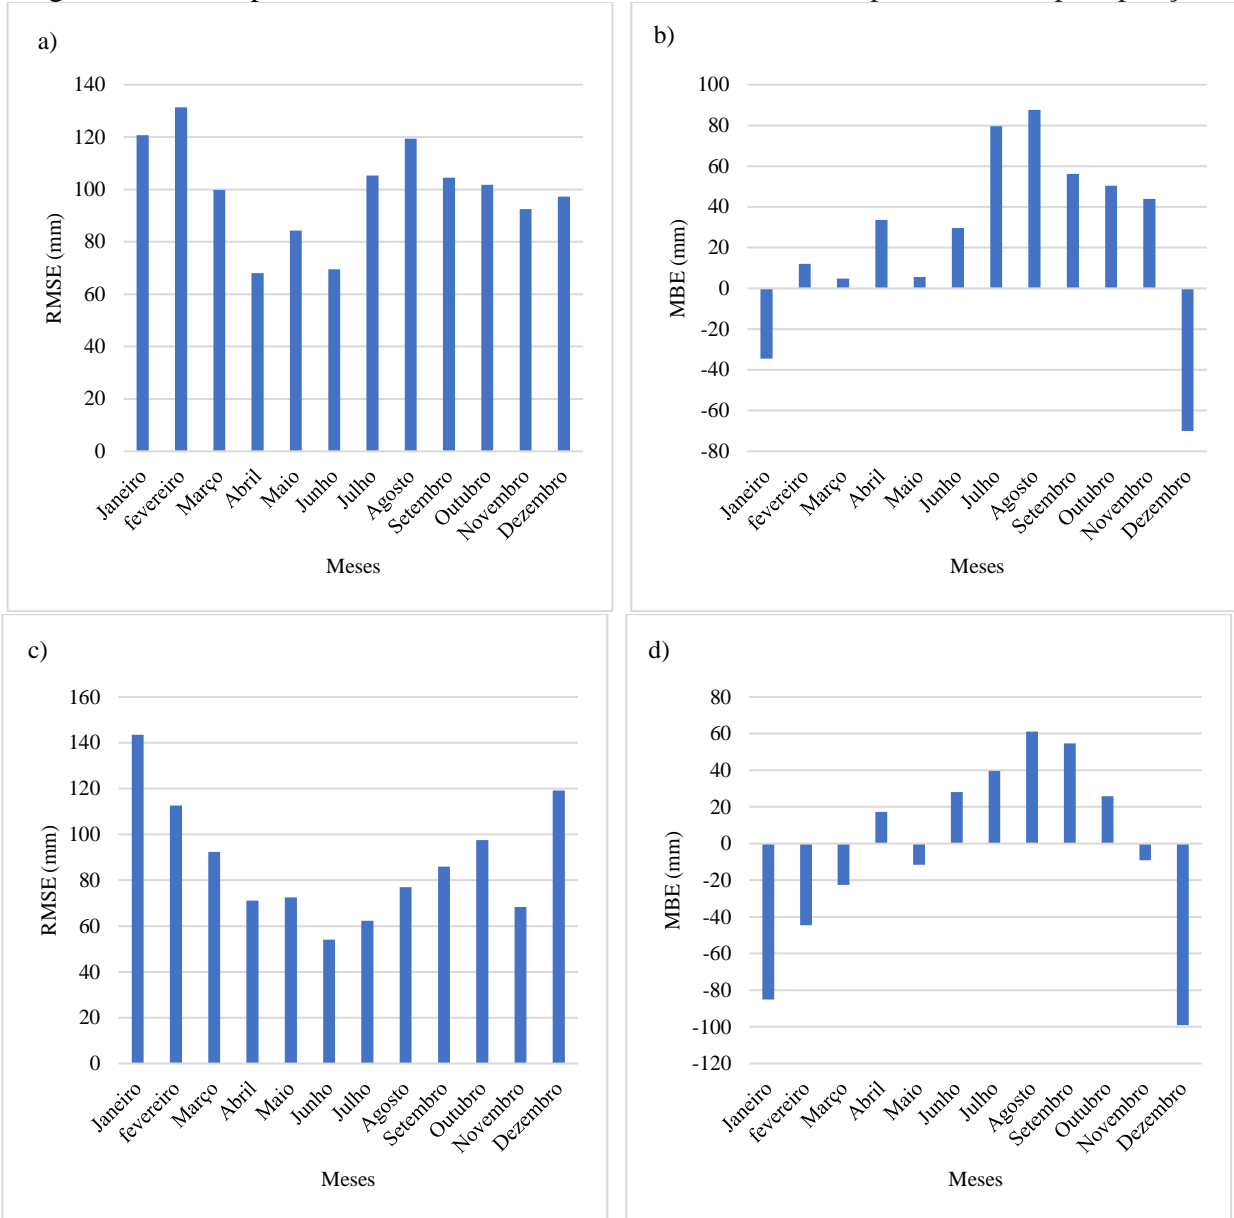 a)
RMSE (mm)
140
120
100
80
60
40
20
0
Janeiro
fevereiro
Março
Abril
Maio
Junho
Julho
Agosto
Setembro
Outubro
Novembro
Dezembro
Meses
b)
MBE (mm)
100
80
60
40
20
0
-20
-40
-60
-80
Janeiro
fevereiro
Março
Abril
Maio
Junho
Julho
Agosto
Setembro
Outubro
Novembro
Dezembro
Meses
c)
RMSE (mm)
160
140
120
100
80
60
40
20
0
Janeiro
fevereiro
Março
Abril
Maio
Junho
Julho
Agosto
Setembro
Outubro
Novembro
Dezembro
Meses
d)
MBE (mm)
80
60
40
20
0
-20
-40
-60
-80
-100
-120
Janeiro
fevereiro
Março
Abril
Maio
Junho
Julho
Agosto
Setembro
Outubro
Novembro
Dezembro
Meses